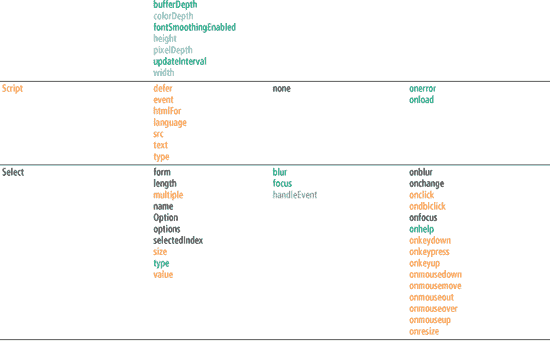 bufferDepth
colorDepth
fontSmoothingEnabled
height
pixelDepth
updateInterval
width
Script defer none onerror
event onload
htmlFor
language
src
text
type
Select form blur onblur
length focus onchange
multiple handleEvent onclick
name ondblclick
Option onfocus
options onhelp
selectedIndex onkeydown
size onkeypress
type onkeyup
value onmousedown
onmousemove
onmouseout
onmouseover
onmouseup
onresize